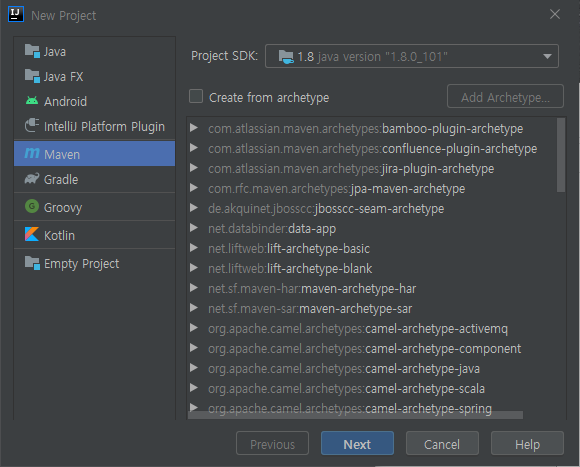 IJ
New Project
Java
Java FX
Android
IntelliJ Platform Plugin
m Maven
Gradle
G Groovy
Kotlin
Empty Project
Project SDK:
1.8 java version "1.8.0_101"
Create from archetype
Add Archetype...
com.atlassian.maven.archetypes:bamboo-plugin-archetype
com.atlassian.maven.archetypes:confluence-plugin-archetype
com.atlassian.maven.archetypes:jira-plugin-archetype
com.rfc.maven.archetypes:jpa-maven-archetype
de.akquinet.jbosscc:jbosscc-seam-archetype
net.databinder:data-app
net.liftweb:lift-archetype-basic
net.liftweb:lift-archetype-blank
net.sf.maven-har:maven-archetype-har
net.sf.maven-sar:maven-archetype-sar
org.apache.camel.archetypes:camel-archetype-activemq
org.apache.camel.archetypes:camel-archetype-component
org.apache.camel.archetypes:camel-archetype-java
org.apache.camel.archetypes:camel-archetype-scala
org.apache.camel.archetypes:camel-archetype-spring
Previous
Next
Cancel
Help